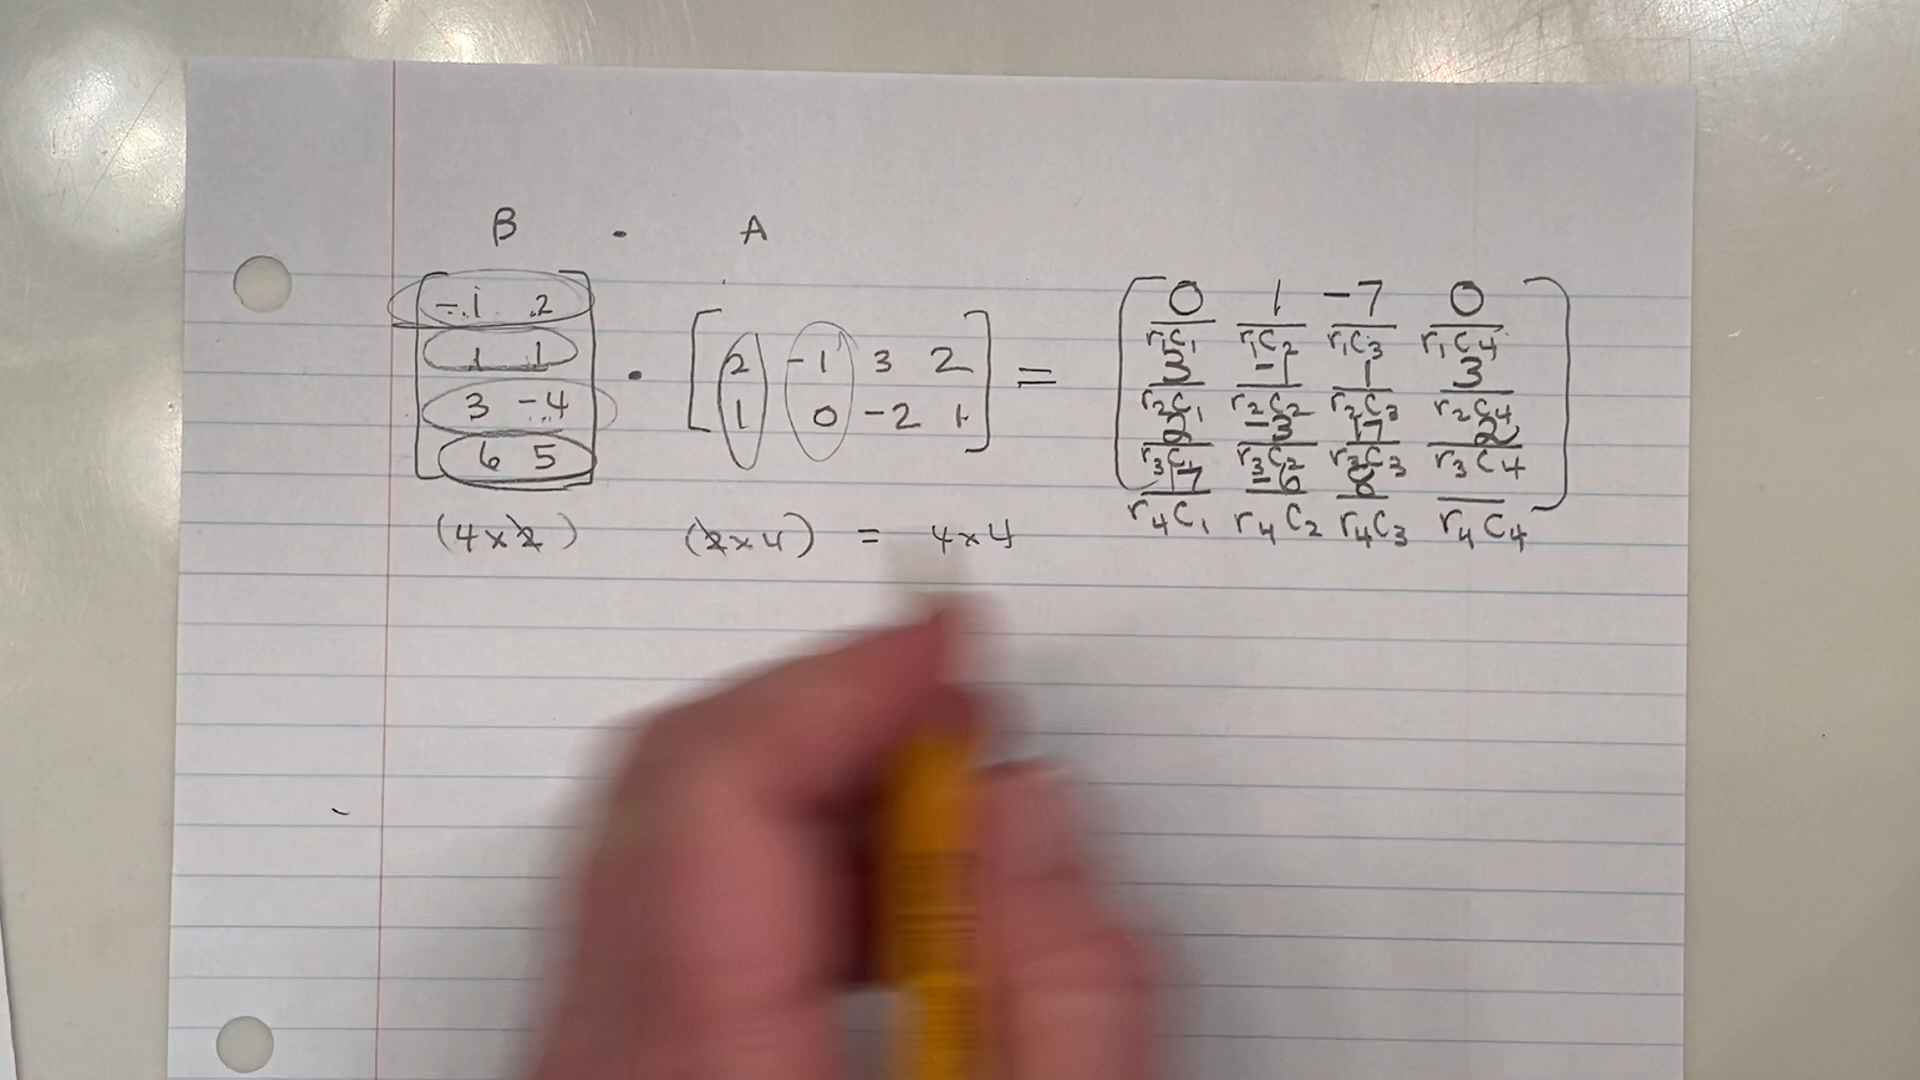 B · A
[-1 2] · [2 -1 3 2] = [0 1 -7 0]
[1 1] [1 0 -2 1] r₁C₁ r₁C₂ r₁C₃ r₁C₄
[3 -4] 3 -1 1 3
[6 5] r₂C₁ r₂C₂ r₂C₃ r₂C₄
2 -3 17 2
r₃C₁ r₃C₂ r₃C₃ r₃C₄
17 -6 8
r₄C₁ r₄C₂ r₄C₃ r₄C₄
(4x2) (2x4) = 4x4